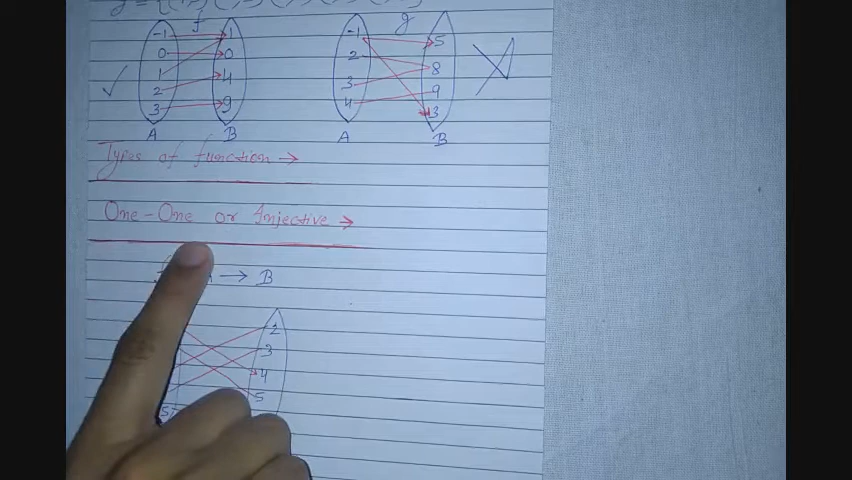 f g
-1 1 -1 5
0 0 2 8
1 4 3 9
2 9 4 13
3
A B A B
Types of function →
One-One or Injective →
→ B
2
3
4
5
5